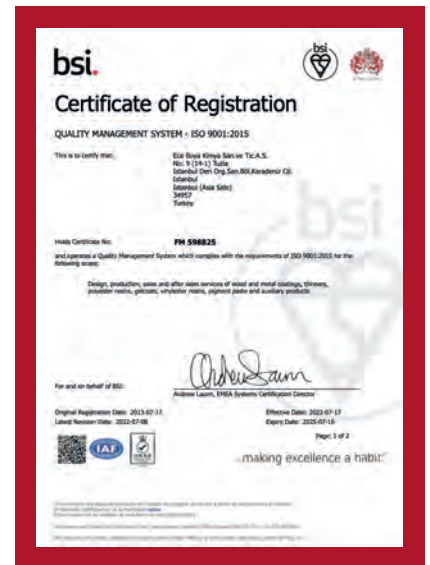 bsi.
bsi
Certificate of Registration
QUALITY MANAGEMENT SYSTEM - ISO 9001:2015
This is to certify that:
Ece Boya Kimya San.ve Tic.A.S.
No: 9 (14-1) Tuzla
Istanbul Deri Org.San.Böl.Karadeniz Cd.
Istanbul
Istanbul (Asia Side)
34957
Turkey
Holds Certificate No:
FM 598825
and operates a Quality Management System which complies with the requirements of ISO 9001:2015 for the
following scope:
Design, production, sales and after sales services of wood and metal coatings, thinners,
polyester resins, gelcoats, vinylester resins, pigment paste and auxiliary products
For and on behalf of BSI:
Andrew Launn, EMEA Systems Certification Director
Original Registration Date: 2013-07-17
Effective Date: 2022-07-17
Latest Revision Date: 2022-07-08
Expiry Date: 2025-07-16
Page: 1 of 2
IAF
...making excellence a habit.